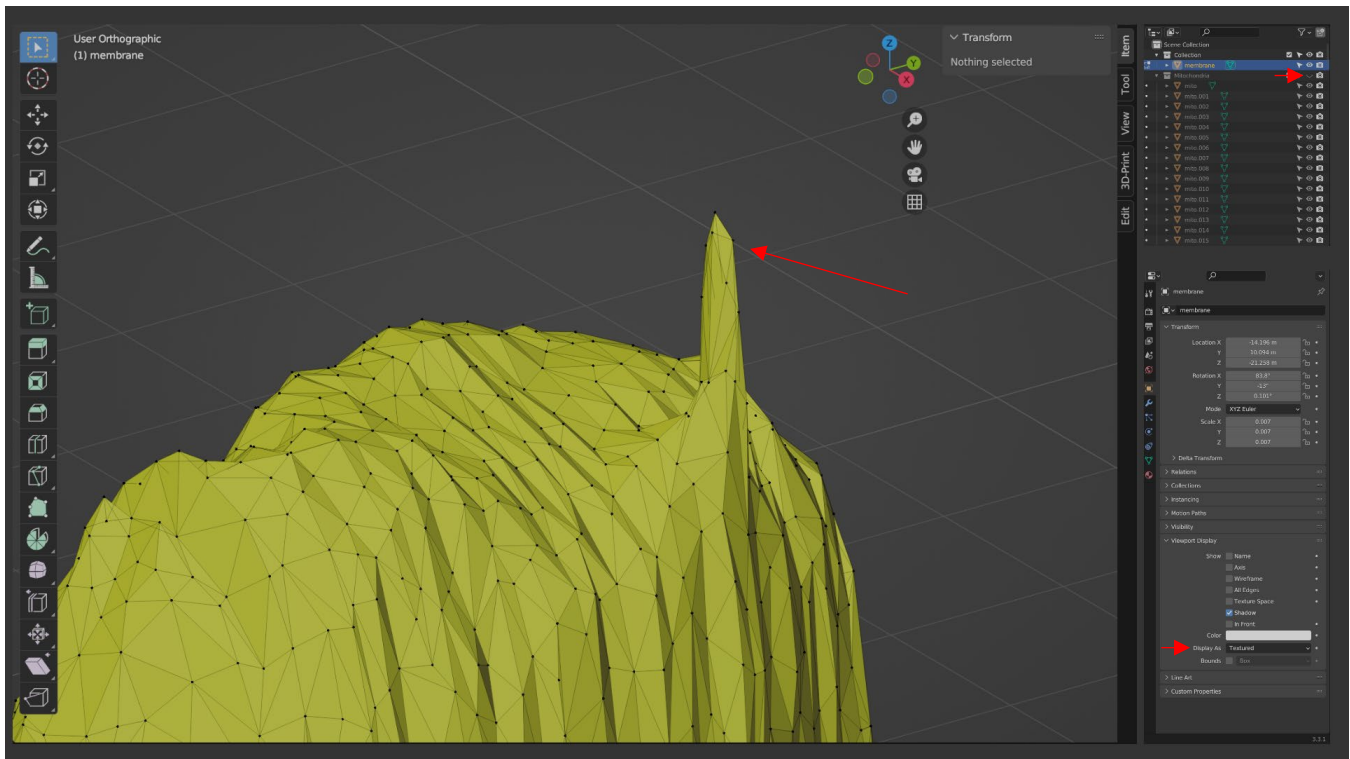 User Orthographic
(1) membrane
Transform
Nothing selected
Item
Tool
View
3D-Print
Edit
Scene Collection
Collection
membrane
Mitochondria
mito
mito.001
mito.002
mito.003
mito.004
mito.005
mito.006
mito.007
mito.008
mito.009
mito.010
mito.011
mito.012
mito.013
mito.014
mito.015
membrane
membrane
Transform
Location X -14.196 m
Y 10.094 m
Z -21.258 m
Rotation X 83.8°
Y -13°
Z 0.101°
Mode XYZ Euler
Scale X 0.007
Y 0.007
Z 0.007
Delta Transform
Relations
Collections
Instancing
Motion Paths
Visibility
Viewport Display
Show Name
Axis
Wireframe
All Edges
Texture Space
Shadow
In Front
Color
Display As Textured
Bounds Box
Line Art
Custom Properties
3.3.1
Z
Y
X